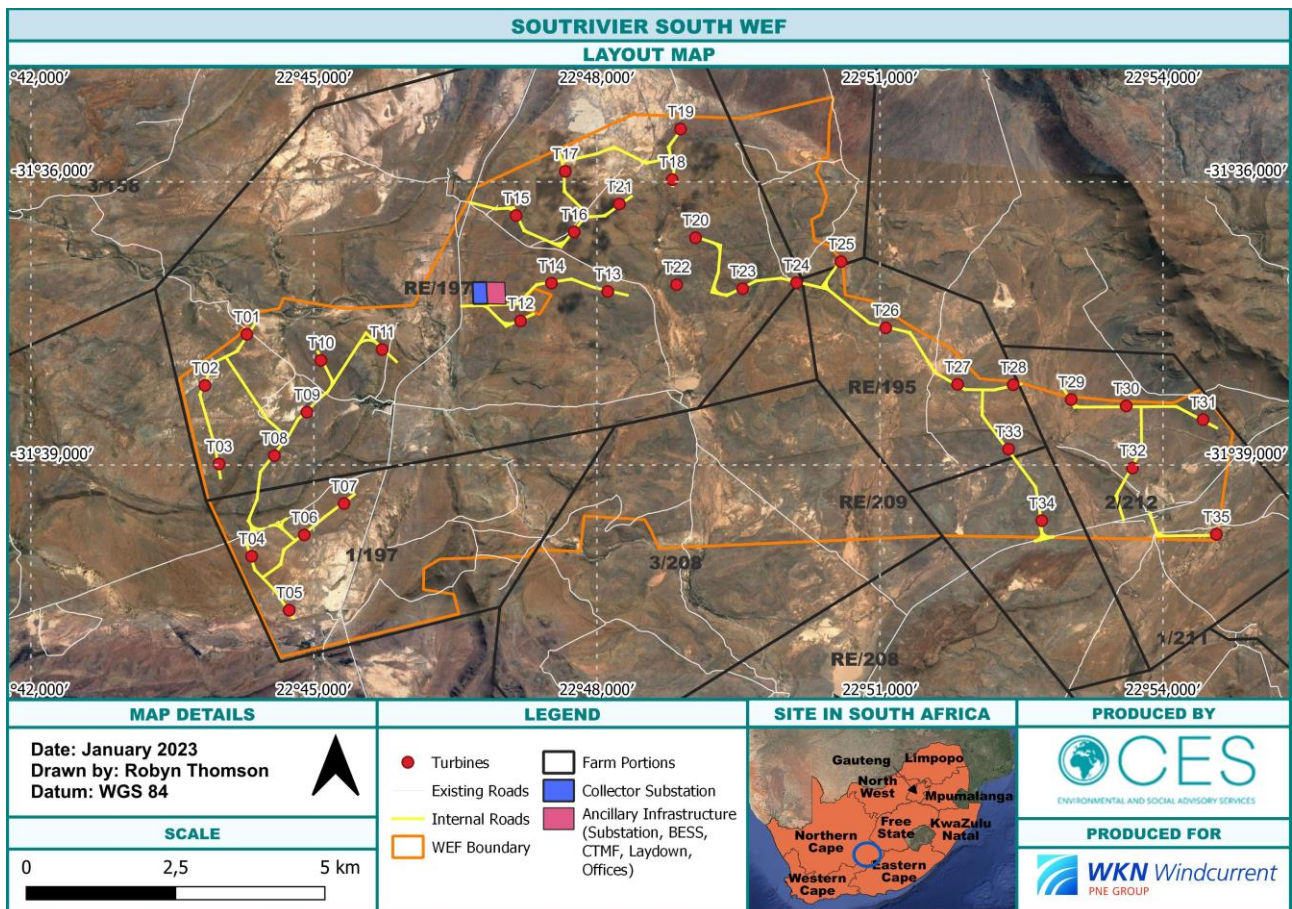 SOUTRIVIER SOUTH WEF
LAYOUT MAP
°42,000’ 22°45,000’ 22°48,000’ 22°51,000’ 22°54,000’
T19
T17
T18
-31°36,000’ 3/158 -31°36,000’
T15 T21
T16 T20
T25
RE/197 T14 T13 T22 T23 T24
T12 T26
T01
T10 T11
T02 T27 T28 RE/195
T09 T29 T30 T31
T03 T08 T33
-31°39,000’ T32 -31°39,000’
T07 RE/209 2/212
T06 T34 T35
T04 1/197 3/208
T05
1/211
RE/208
°42,000’ 22°45,000’ 22°48,000’ 22°51,000’ 22°54,000’
MAP DETAILS
Date: January 2023
Drawn by: Robyn Thomson
Datum: WGS 84
SCALE
0 2,5 5 km
LEGEND
Turbines
Existing Roads
Internal Roads
WEF Boundary
Farm Portions
Collector Substation
Ancillary Infrastructure
(Substation, BESS,
CTMF, Laydown,
Offices)
SITE IN SOUTH AFRICA
Gauteng Limpopo
North
West
Mpumalanga
Free
State
KwaZulu
Natal
Northern
Cape
Eastern
Cape
Western
Cape
PRODUCED BY
CES
ENVIRONMENTAL AND SOCIAL ADVISORY SERVICES
PRODUCED FOR
WKN Windcurrent
PNE GROUP